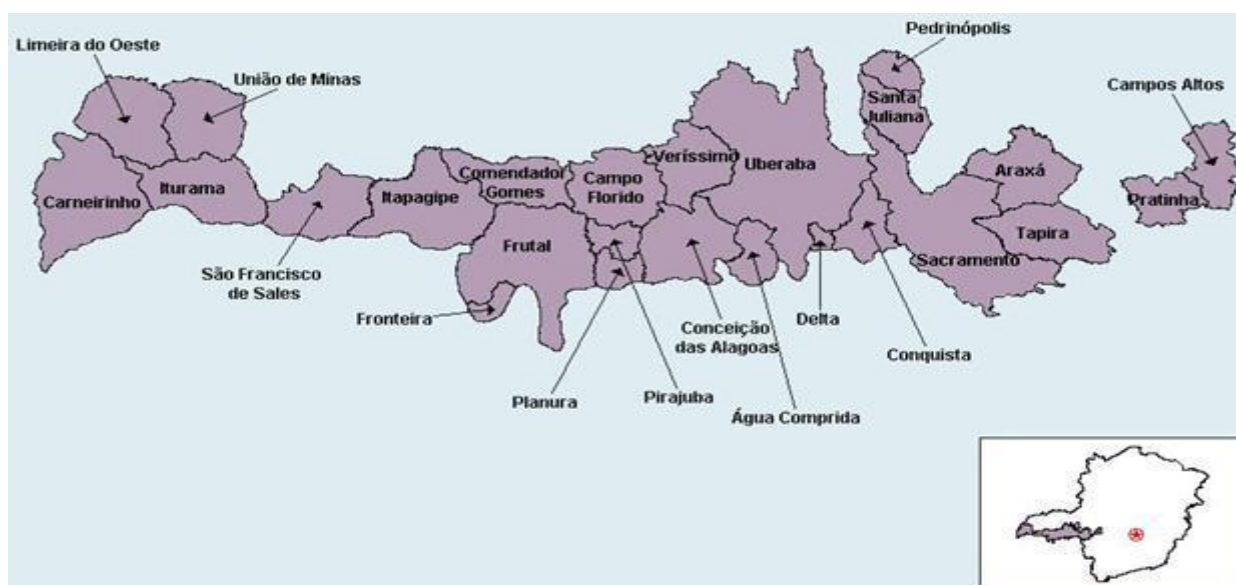 Pedrinópolis
Limeira do Oeste
União de Minas
Campos Altos
Santa
Juliana
Veríssimo
Uberaba
Comendador
Gomes
Campo
Florido
Araxá
Iturama
Itapagipe
Pratinha
Carneirinho
Tapira
Frutal
Sacramento
São Francisco
de Sales
Fronteira
Conceição
das Alagoas
Delta
Conquista
Planura
Pirajuba
Água Comprida